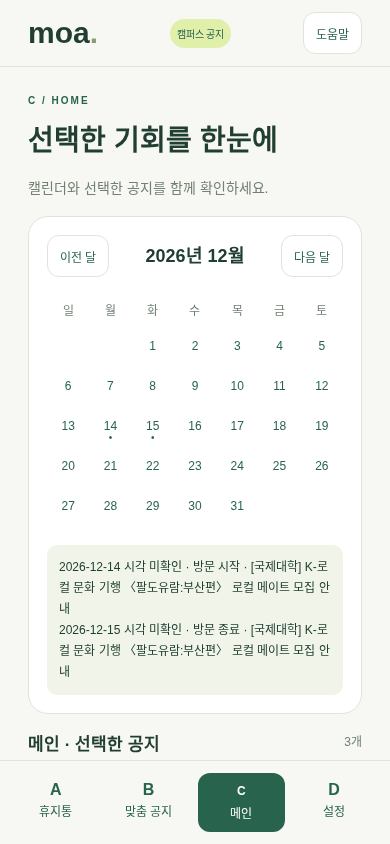 moa.
캠퍼스 공지
도움말
C / HOME
선택한 기회를 한눈에
캘린더와 선택한 공지를 함께 확인하세요.
이전 달
2026년 12월
다음 달
일 월 화 수 목 금 토
1 2 3 4 5
6 7 8 9 10 11 12
13 14 15 16 17 18 19
20 21 22 23 24 25 26
27 28 29 30 31
2026-12-14 시각 미확인 · 방문 시작 · [국제대학] K-로
컬 문화 기행 〈팔도유람:부산편〉 로컬 메이트 모집 안
내
2026-12-15 시각 미확인 · 방문 종료 · [국제대학] K-로
컬 문화 기행 〈팔도유람:부산편〉 로컬 메이트 모집 안
내
메인 · 선택한 공지
3개
A
휴지통
B
맞춤 공지
C
메인
D
설정